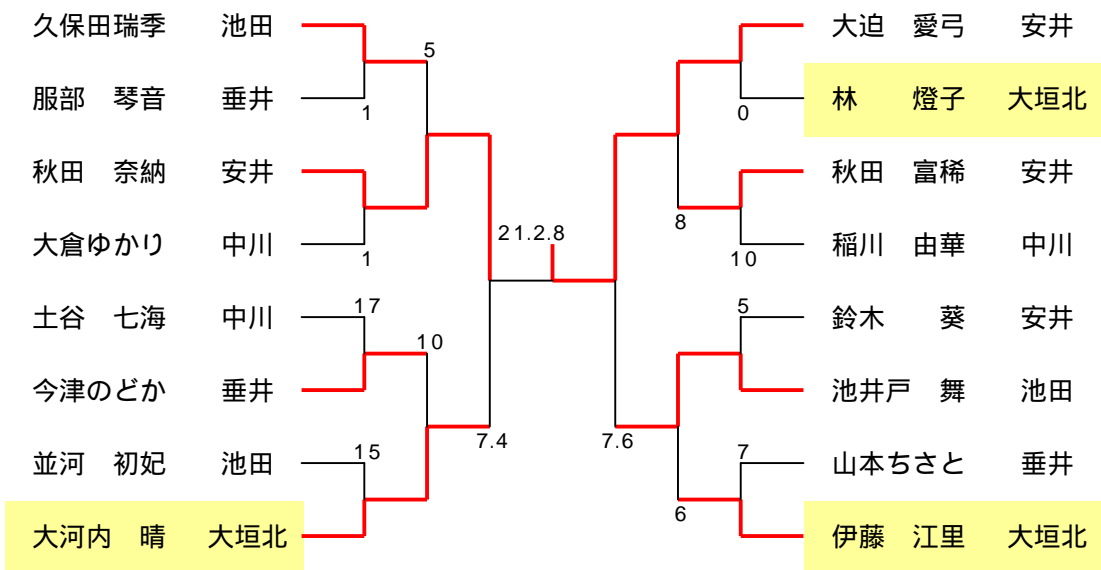 久保田瑞季 池田
服部 琴音 垂井
秋田 奈納 安井
大倉ゆかり 中川
土谷 七海 中川
今津のどか 垂井
並河 初妃 池田
大河内 晴 大垣北
5
1
1
17
10
15
7.4
21.2.8
7.6
0
8
10
5
7
6
大迫 愛弓 安井
林 燈子 大垣北
秋田 富稀 安井
稲川 由華 中川
鈴木 葵 安井
池井戸 舞 池田
山本ちさと 垂井
伊藤 江里 大垣北